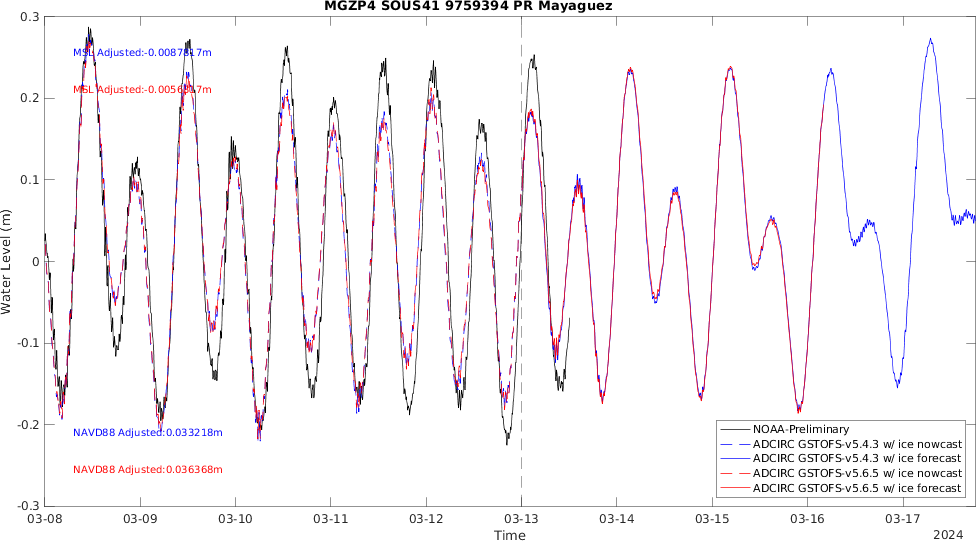 MGZP4 SOUS41 9759394 PR Mayaguez
0.3
0.2
0.1
0
-0.1
-0.2
-0.3
Water Level (m)
MSL Adjusted:-0.0087817m
MSL Adjusted:-0.0056317m
NAVD88 Adjusted:0.033218m
NAVD88 Adjusted:0.036368m
NOAA-Preliminary
ADCIRC GSTOFS-v5.4.3 w/ ice nowcast
ADCIRC GSTOFS-v5.4.3 w/ ice forecast
ADCIRC GSTOFS-v5.6.5 w/ ice nowcast
ADCIRC GSTOFS-v5.6.5 w/ ice forecast
03-08 03-09 03-10 03-11 03-12 03-13 03-14 03-15 03-16 03-17
Time
2024